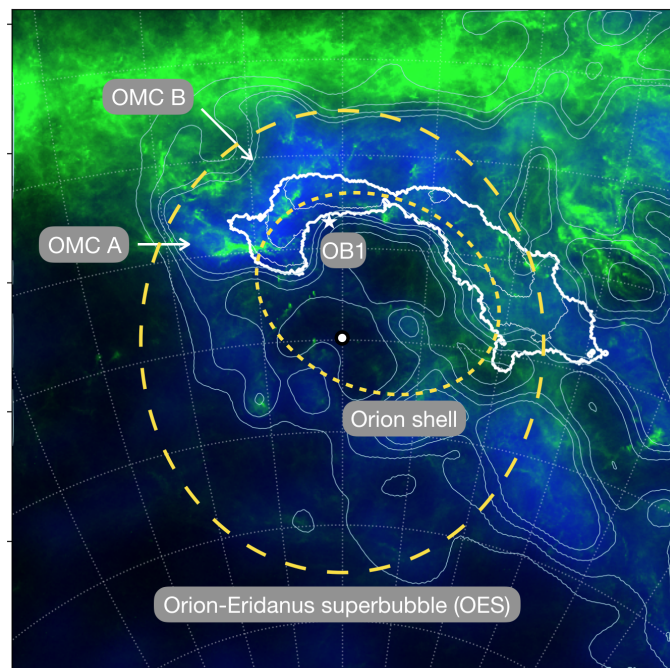 OMC B
OMC A
OB1
Orion shell
Orion-Eridanus superbubble (OES)